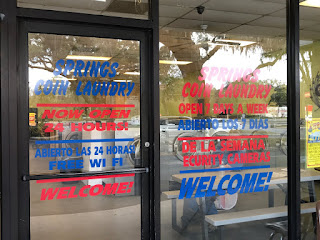 SPRINGS
COIN LAUNDRY
NOW OPEN
24 HOURS!
ABIERTO LAS 24 HORAS!
FREE WI FI
WELCOME!
SPRINGS
COIN LAUNDRY
OPEN 7 DAYS A WEEK
ABIERTO LOS 7 DIAS
DE LA SEMANA
ECURITY CAMERAS
WELCOME!